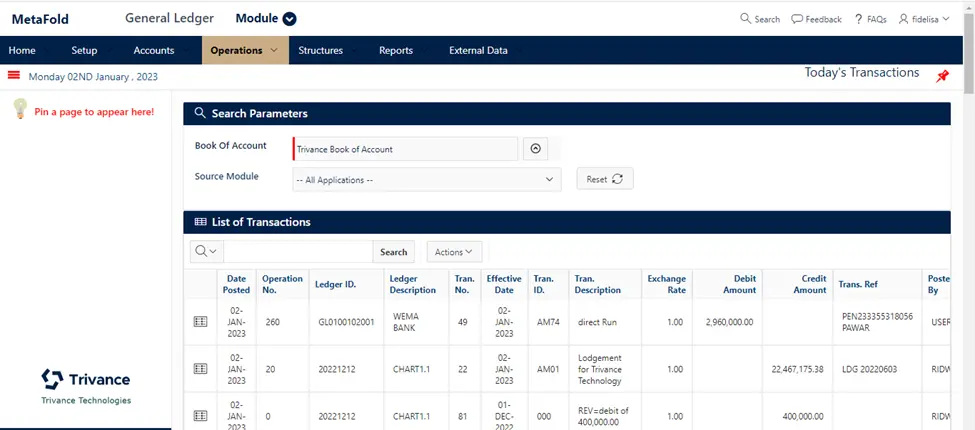 MetaFold General Ledger Module Search Feedback ? FAQs fidelisa
Home Setup Accounts Operations Structures Reports External Data
Monday 02ND January , 2023 Today's Transactions
Pin a page to appear here!
Search Parameters
Book Of Account Trivance Book of Account
Source Module -- All Applications -- Reset
List of Transactions
Search Actions
Date Posted Operation No. Ledger ID. Ledger Description Tran. No. Effective Date Tran. ID. Tran. Description Exchange Rate Debit Amount Credit Amount Trans. Ref Poste By
02-JAN-2023 260 GL0100102001 WEMA BANK 49 02-JAN-2023 AM74 direct Run 1.00 2,960,000.00 PEN233355318056 PAWAR USER
02-JAN-2023 20 20221212 CHART1.1 22 02-JAN-2023 AM01 Lodgement for Trivance Technology 1.00 22,467,175.38 LDG 20220603 RIDW
02-JAN-2023 0 20221212 CHART1.1 81 01-DEC-2022 000 REV=debit of 400,000.00 1.00 400,000.00 RIDW
Trivance
Trivance Technologies